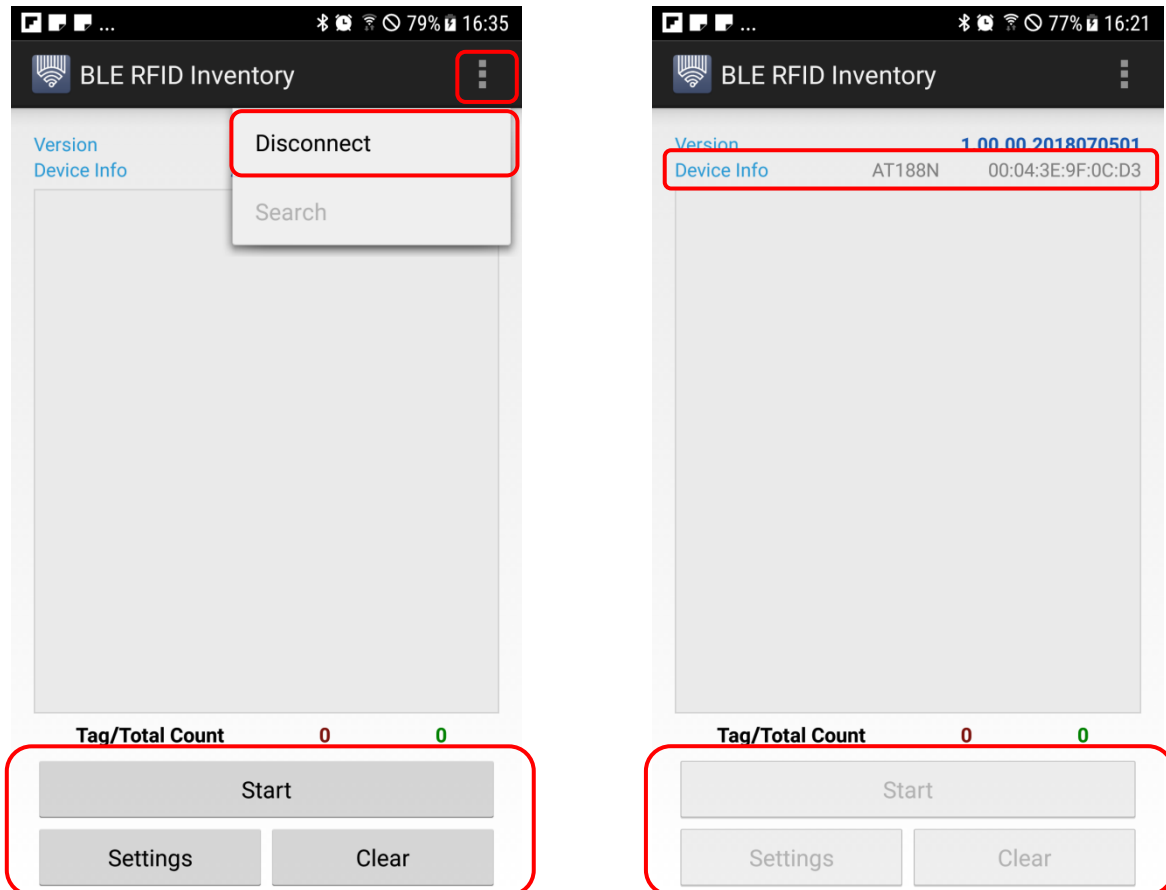 ... 79% 16:35
BLE RFID Inventory
Disconnect
Version
Device Info
Search
Tag/Total Count 0 0
Start
Settings Clear
... 77% 16:21
BLE RFID Inventory
Version 1.00.00.2018070501
Device Info AT188N 00:04:3E:9F:0C:D3
Tag/Total Count 0 0
Start
Settings Clear